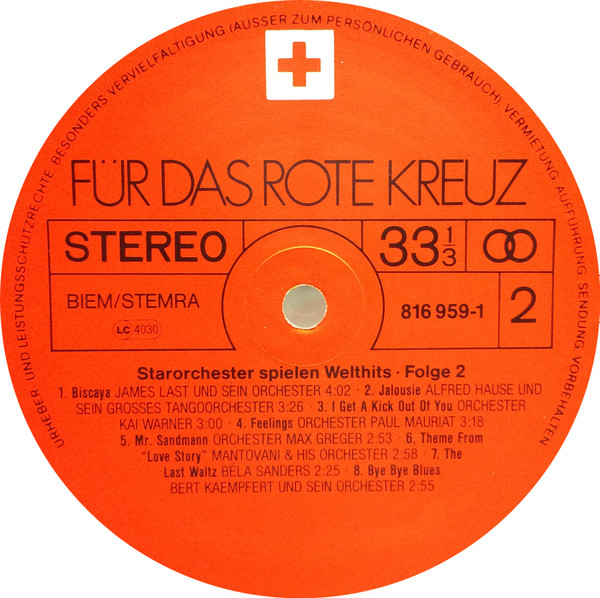 URHEBER UND LEISTUNGSSCHUTZRECHTE, BESONDERS VERVIELFÄLTIGUNG (AUSSER ZUM PERSÖNLICHEN GEBRAUCH), VERMIETUNG AUFFÜHRUNG SENDUNG VORBEHALTEN
FÜR DAS ROTE KREUZ
STEREO
33 1/3
BIEM/STEMRA
LC 4030
816 959-1
2
Starorchester spielen Welthits · Folge 2
1. Biscaya JAMES LAST UND SEIN ORCHESTER 4:02 · 2. Jalousie ALFRED HAUSE UND
SEIN GROSSES TANGOORCHESTER 3:26 · 3. I Get A Kick Out Of You ORCHESTER
KAI WARNER 3:00 · 4. Feelings ORCHESTER PAUL MAURIAT 3:18
5. Mr. Sandmann ORCHESTER MAX GREGER 2:53 · 6. Theme From
“Love Story” MANTOVANI & HIS ORCHESTER 2:58 · 7. The
Last Waltz BÉLA SANDERS 2:25 · 8. Bye Bye Blues
BERT KAEMPFERT UND SEIN ORCHESTER 2:55